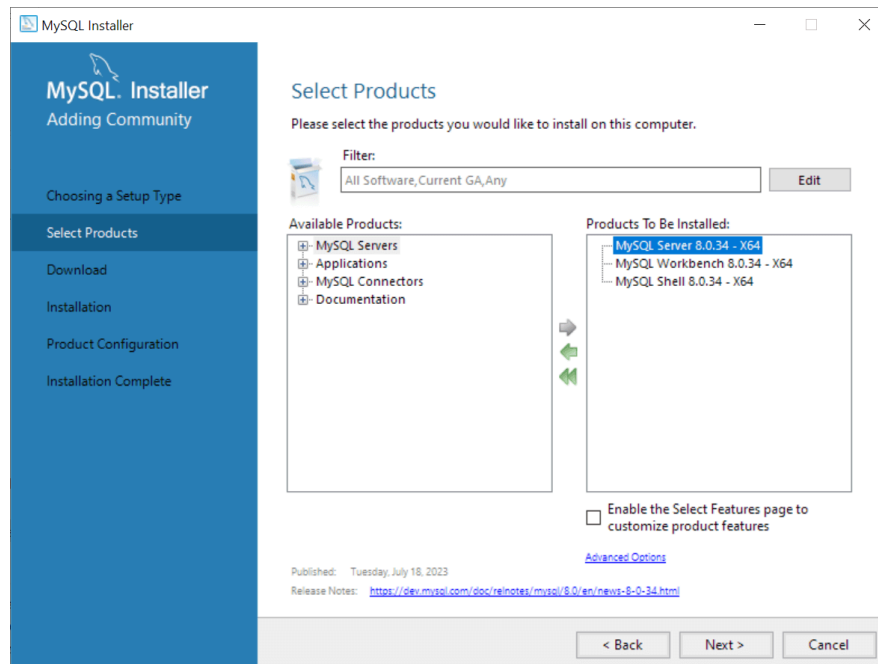 MySQL Installer
MySQL. Installer
Adding Community
Choosing a Setup Type
Select Products
Download
Installation
Product Configuration
Installation Complete
Select Products
Please select the products you would like to install on this computer.
Filter:
All Software,Current GA,Any
Edit
Available Products:
MySQL Servers
Applications
MySQL Connectors
Documentation
Products To Be Installed:
MySQL Server 8.0.34 - X64
MySQL Workbench 8.0.34 - X64
MySQL Shell 8.0.34 - X64
Enable the Select Features page to
customize product features
Advanced Options
Published: Tuesday, July 18, 2023
Release Notes: https://dev.mysql.com/doc/relnotes/mysql/8.0/en/news-8-0-34.html
< Back
Next >
Cancel